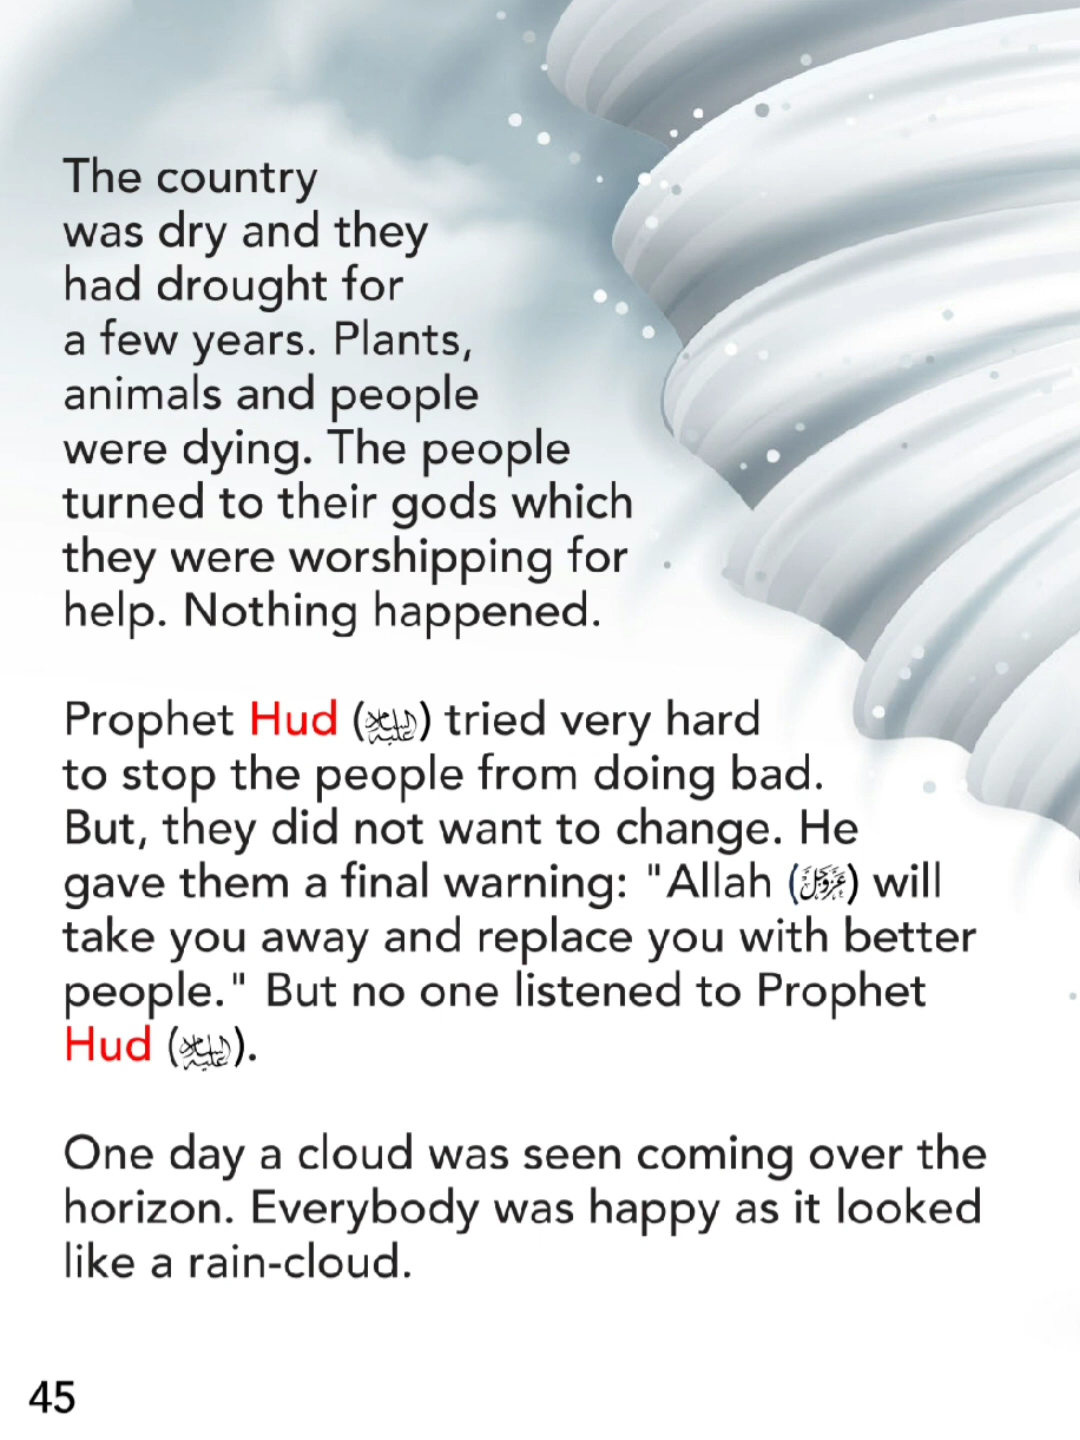 The country
was dry and they
had drought for
a few years. Plants,
animals and people
were dying. The people
turned to their gods which
they were worshipping for
help. Nothing happened.
Prophet Hud (عليه السلام) tried very hard
to stop the people from doing bad.
But, they did not want to change. He
gave them a final warning: "Allah (عَزَّوَجَلَّ) will
take you away and replace you with better
people." But no one listened to Prophet
Hud (عليه السلام).
One day a cloud was seen coming over the
horizon. Everybody was happy as it looked
like a rain-cloud.
45